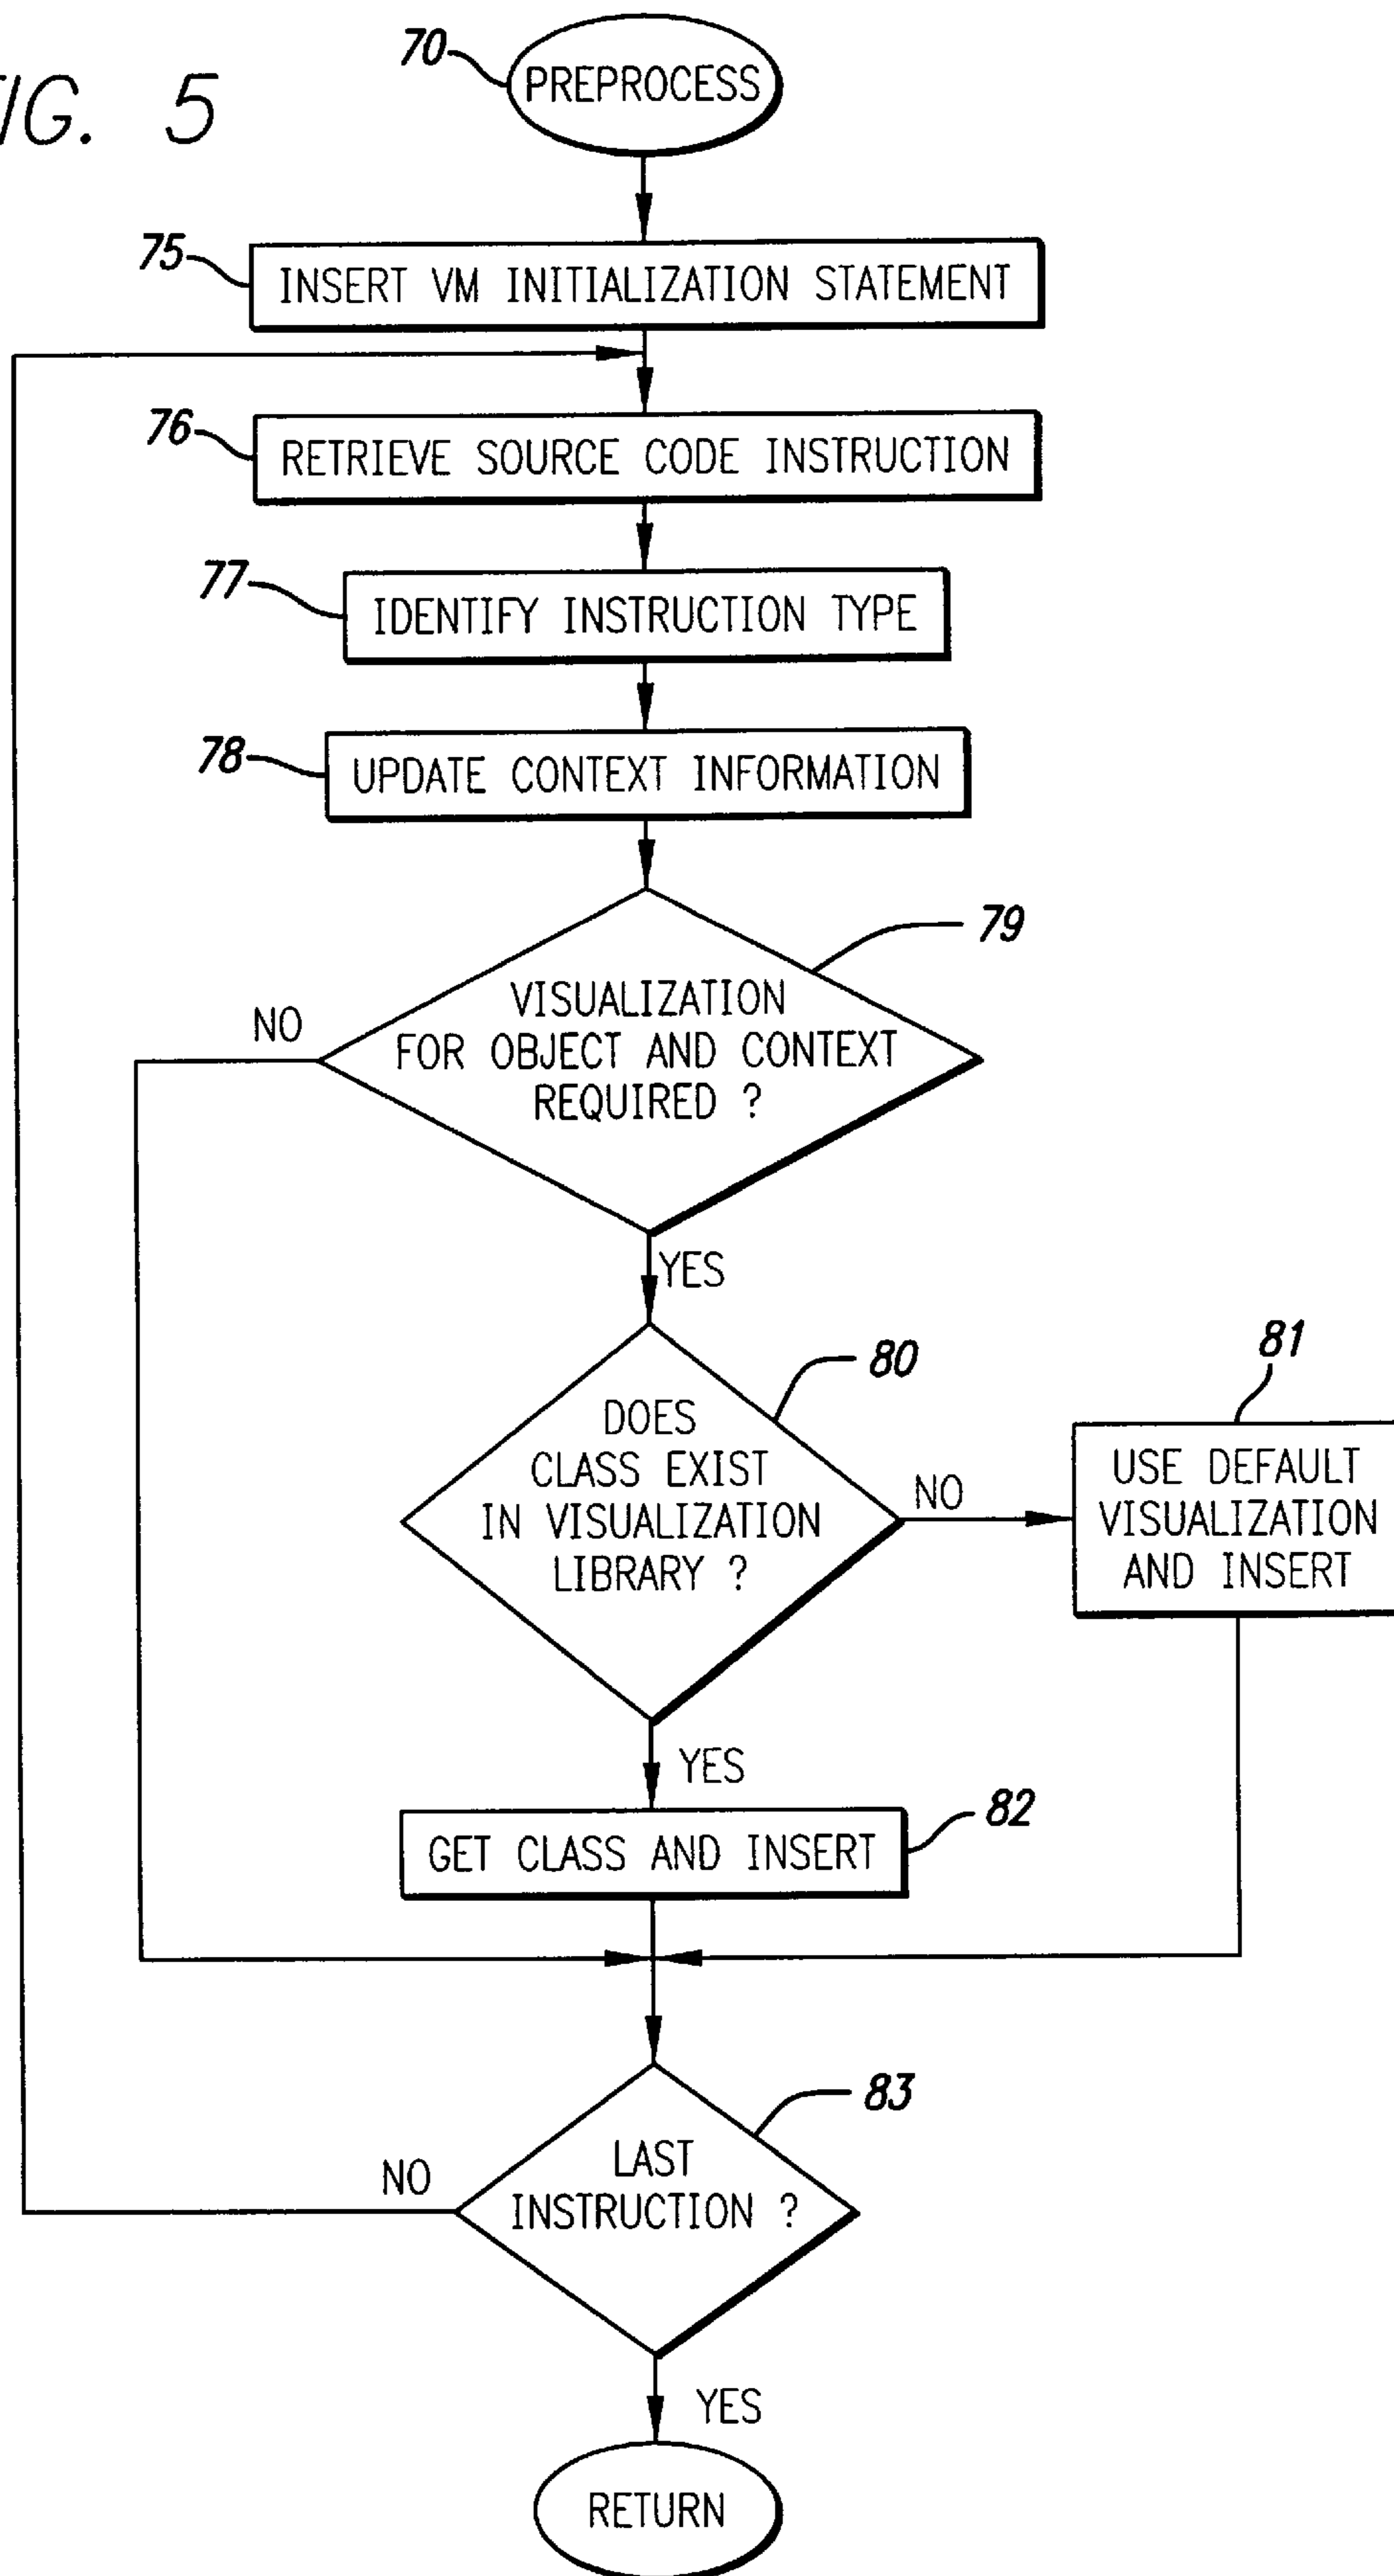 FIG. 5
70
PREPROCESS
75
INSERT VM INITIALIZATION STATEMENT
76
RETRIEVE SOURCE CODE INSTRUCTION
77
IDENTIFY INSTRUCTION TYPE
78
UPDATE CONTEXT INFORMATION
79
VISUALIZATION
FOR OBJECT AND CONTEXT
REQUIRED ?
NO
YES
80
DOES
CLASS EXIST
IN VISUALIZATION
LIBRARY ?
NO
81
USE DEFAULT
VISUALIZATION
AND INSERT
YES
82
GET CLASS AND INSERT
83
LAST
INSTRUCTION ?
NO
YES
RETURN